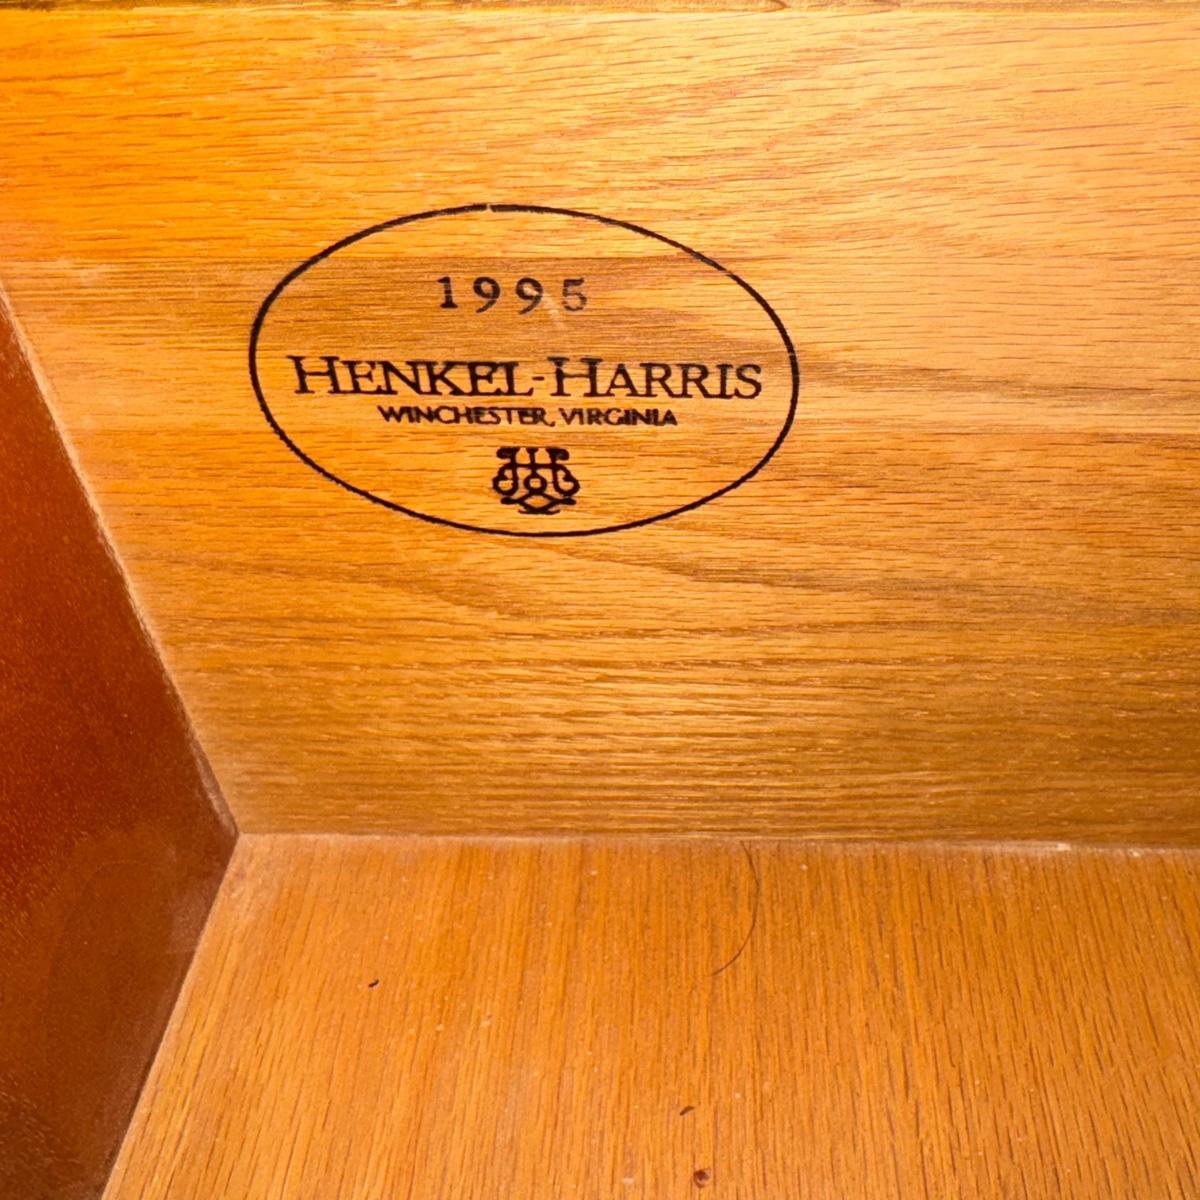 1995
HENKEL-HARRIS
WINCHESTER, VIRGINIA